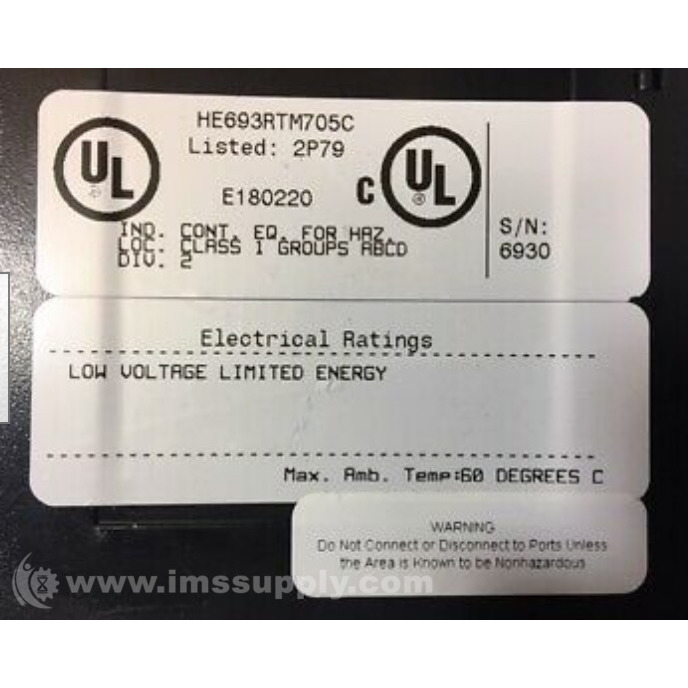 HE693RTM705C
Listed: 2P79
UL
E180220
C UL
IND. CONT. EQ. FOR HAZ.
LOC. CLASS 1 GROUPS ABCD
DIV. 2
S/N:
6930
Electrical Ratings
LOW VOLTAGE LIMITED ENERGY
Max. Amb. Temp:60 DEGREES C
WARNING
Do Not Connect or Disconnect to Ports Unless
the Area is Known to be Nonhazardous
www.imssupply.com